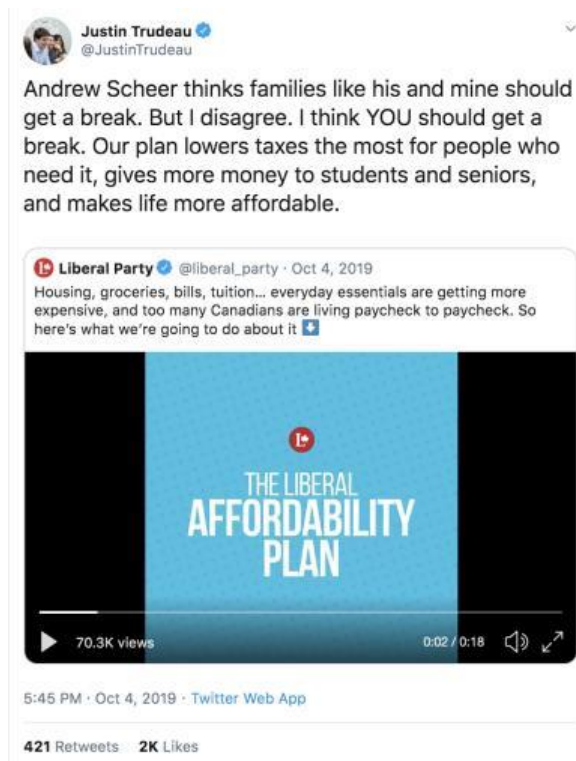 Justin Trudeau
@JustinTrudeau
Andrew Scheer thinks families like his and mine should
get a break. But I disagree. I think YOU should get a
break. Our plan lowers taxes the most for people who
need it, gives more money to students and seniors,
and makes life more affordable.
Liberal Party @liberal_party · Oct 4, 2019
Housing, groceries, bills, tuition... everyday essentials are getting more
expensive, and too many Canadians are living paycheck to paycheck. So
here's what we're going to do about it ⬇️
L
THE LIBERAL
AFFORDABILITY
PLAN
70.3K views 0:02 / 0:18
5:45 PM · Oct 4, 2019 · Twitter Web App
421 Retweets 2K Likes